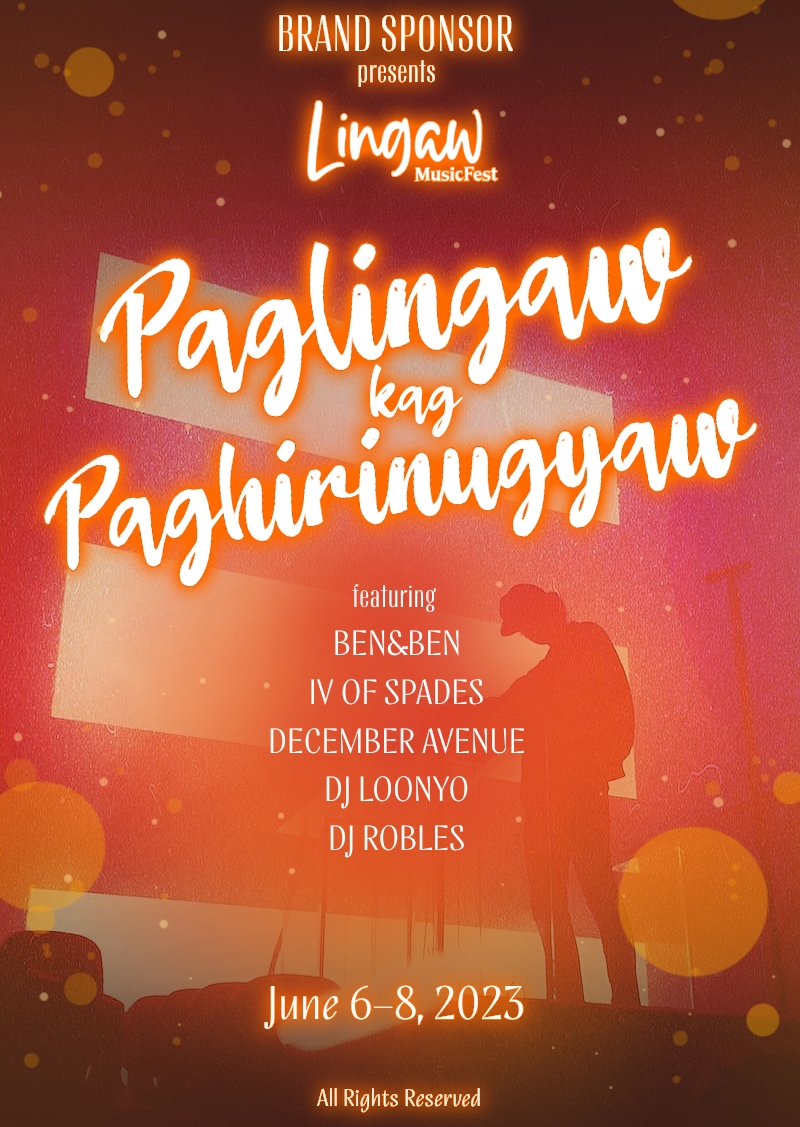 BRAND SPONSOR
presents
Lingaw
MusicFest
Paglingaw
kag
Paghirinugyaw
featuring
BEN&BEN
IV OF SPADES
DECEMBER AVENUE
DJ LOONYO
DJ ROBLES
June 6–8, 2023
All Rights Reserved